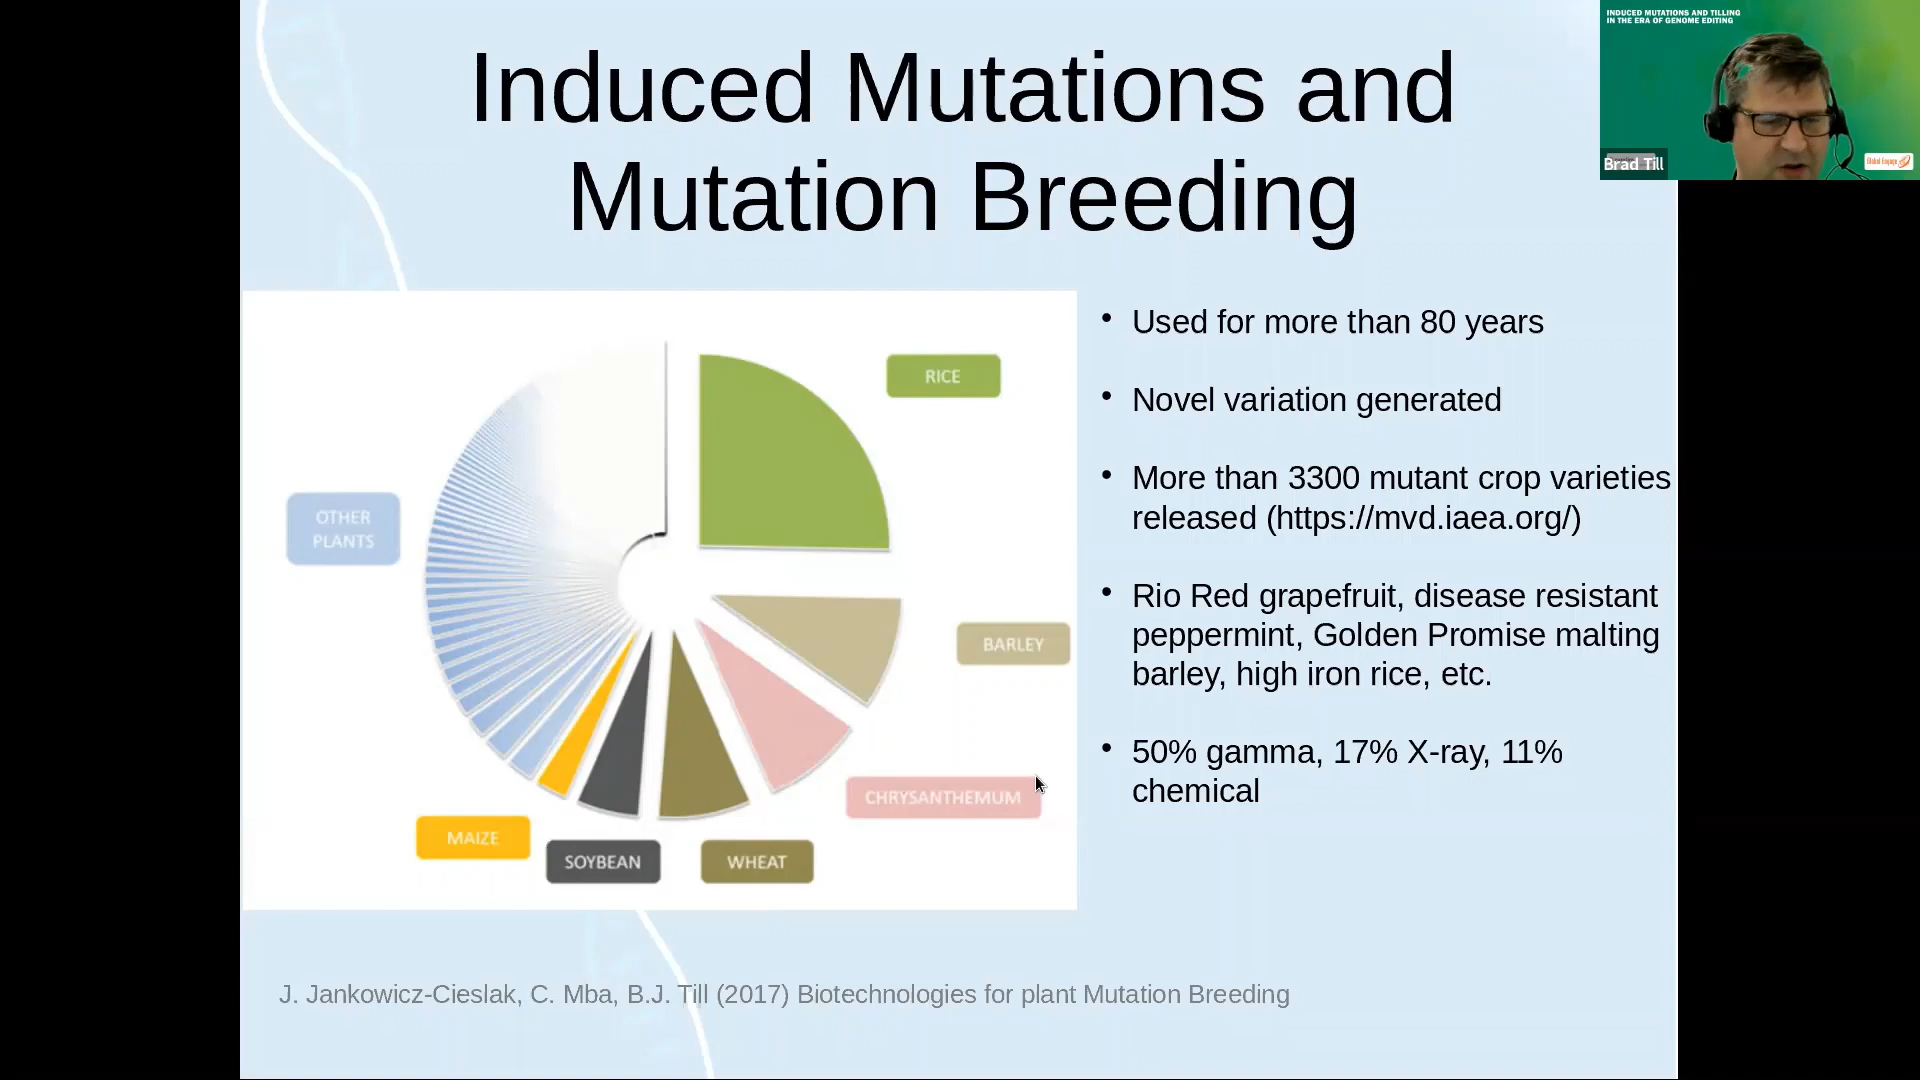 Induced Mutations and
Mutation Breeding
INDUCED MUTATIONS AND TILLING
IN THE ERA OF GENOME EDITING
Brad Till
Global Engage
RICE
OTHER
PLANTS
BARLEY
CHRYSANTHEMUM
MAIZE
SOYBEAN
WHEAT
• Used for more than 80 years
• Novel variation generated
• More than 3300 mutant crop varieties
released (https://mvd.iaea.org/)
• Rio Red grapefruit, disease resistant
peppermint, Golden Promise malting
barley, high iron rice, etc.
• 50% gamma, 17% X-ray, 11%
chemical
J. Jankowicz-Cieslak, C. Mba, B.J. Till (2017) Biotechnologies for plant Mutation Breeding